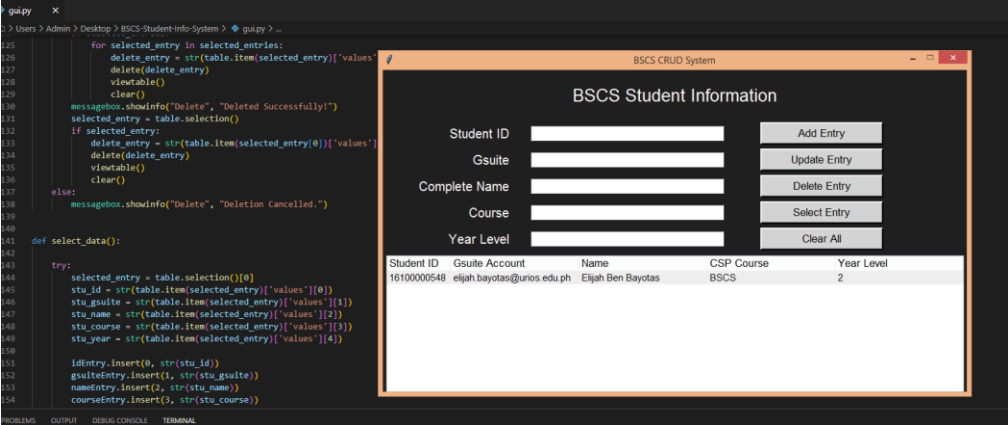 gui.py ×
C: > Users > Admin > Desktop > BSCS-Student-Info-System > gui.py > ...
125 for selected_entry in selected_entries:
126 delete_entry = str(table.item(selected_entry)['values'
127 delete(delete_entry)
128 viewtable()
129 clear()
130 messagebox.showinfo("Delete", "Deleted Successfully!")
131 selected_entry = table.selection()
132 if selected_entry:
133 delete_entry = str(table.item(selected_entry[0])['values']
134 delete(delete_entry)
135 viewtable()
136 clear()
137 else:
138 messagebox.showinfo("Delete", "Deletion Cancelled.")
139
140
141 def select_data():
142
143 try:
144 selected_entry = table.selection()[0]
145 stu_id = str(table.item(selected_entry)['values'][0])
146 stu_gsuite = str(table.item(selected_entry)['values'][1])
147 stu_name = str(table.item(selected_entry)['values'][2])
148 stu_course = str(table.item(selected_entry)['values'][3])
149 stu_year = str(table.item(selected_entry)['values'][4])
150
151 idEntry.insert(0, str(stu_id))
152 gsuiteEntry.insert(1, str(stu_gsuite))
153 nameEntry.insert(2, str(stu_name))
154 courseEntry.insert(3, str(stu_course))
PROBLEMS OUTPUT DEBUG CONSOLE TERMINAL
BSCS CRUD System
BSCS Student Information
Student ID Add Entry
Gsuite Update Entry
Complete Name Delete Entry
Course Select Entry
Year Level Clear All
Student ID Gsuite Account Name CSP Course Year Level
16100000548 elijah.bayotas@urios.edu.ph Elijah Ben Bayotas BSCS 2